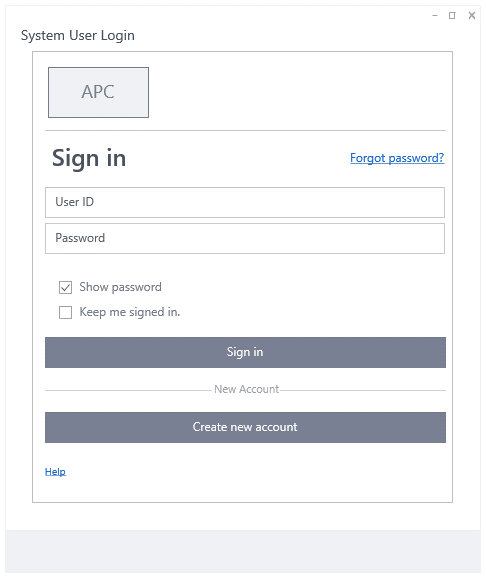 System User Login
APC
Sign in
Forgot password?
User ID
Password
Show password
Keep me signed in.
Sign in
New Account
Create new account
Help